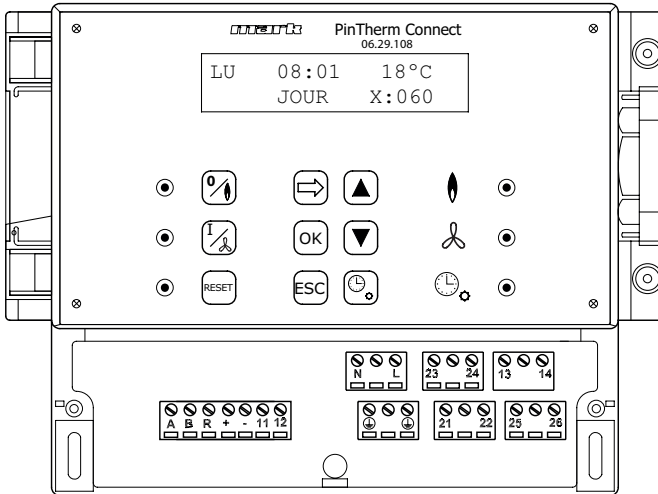 mark PinTherm Connect
06.29.108
LU 08:01 18°C
JOUR X:060
0/
I/
OK
RESET ESC
N L 23 24 13 14
A B R + - 11 12 21 22 25 26